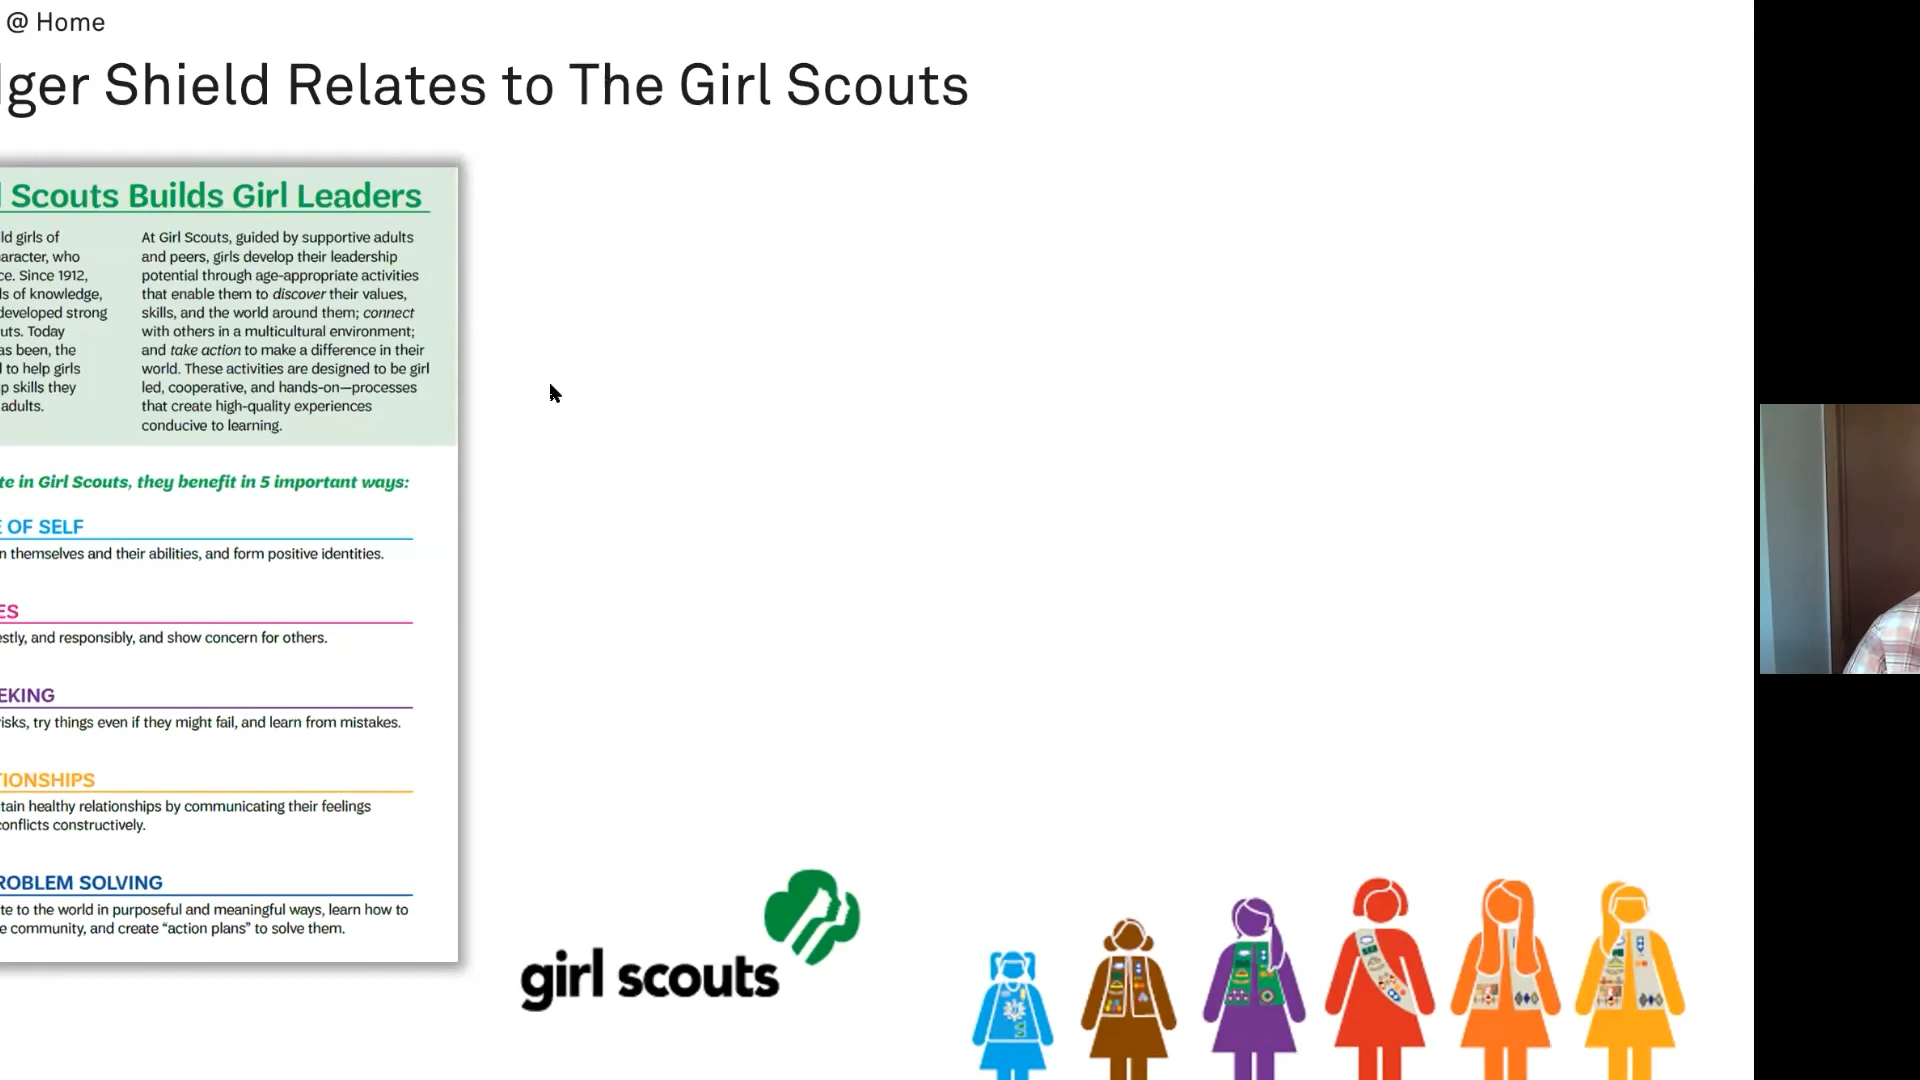 @ Home
ger Shield Relates to The Girl Scouts
Scouts Builds Girl Leaders
ld girls of
aracter, who
ce. Since 1912,
ls of knowledge,
developed strong
uts. Today
as been, the
to help girls
p skills they
adults.
At Girl Scouts, guided by supportive adults
and peers, girls develop their leadership
potential through age-appropriate activities
that enable them to discover their values,
skills, and the world around them; connect
with others in a multicultural environment;
and take action to make a difference in their
world. These activities are designed to be girl
led, cooperative, and hands-on—processes
that create high-quality experiences
conducive to learning.
te in Girl Scouts, they benefit in 5 important ways:
E OF SELF
n themselves and their abilities, and form positive identities.
ES
estly, and responsibly, and show concern for others.
EKING
risks, try things even if they might fail, and learn from mistakes.
TIONSHIPS
tain healthy relationships by communicating their feelings
conflicts constructively.
ROBLEM SOLVING
te to the world in purposeful and meaningful ways, learn how to
e community, and create “action plans” to solve them.
girl scouts